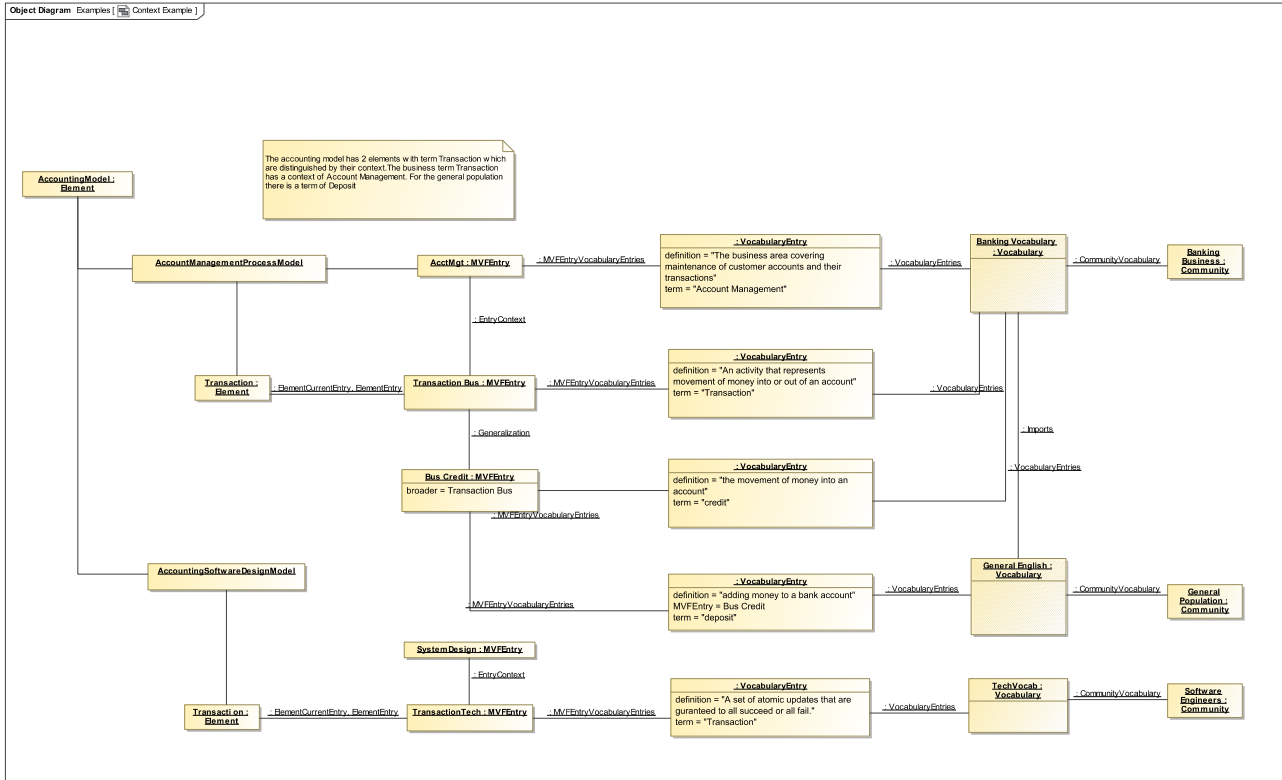 Object Diagram Examples [ Context Example ]
The accounting model has 2 elements with term Transaction which
are distinguished by their context.The business term Transaction
has a context of Account Management. For the general population
there is a term of Deposit
AccountingModel :
Element
AccountManagementProcessModel
AcctMgt : MVFEntry
: MVFEntryVocabularyEntries
: VocabularyEntry
definition = "The business area covering
maintenance of customer accounts and their
transactions"
term = "Account Management"
: VocabularyEntries
Banking Vocabulary
: Vocabulary
: CommunityVocabulary
Banking
Business :
Community
: EntryContext
Transaction :
Element
: ElementCurrentEntry, ElementEntry
Transaction Bus : MVFEntry
: MVFEntryVocabularyEntries
: VocabularyEntry
definition = "An activity that represents
movement of money into or out of an account"
term = "Transaction"
: VocabularyEntries
: Generalization
: Imports
Bus Credit : MVFEntry
broader = Transaction Bus
: MVFEntryVocabularyEntries
: VocabularyEntry
definition = "the movement of money into an
account"
term = "credit"
: VocabularyEntries
AccountingSoftwareDesignModel
: MVFEntryVocabularyEntries
: VocabularyEntry
definition = "adding money to a bank account"
MVFEntry = Bus Credit
term = "deposit"
: VocabularyEntries
General English :
Vocabulary
: CommunityVocabulary
General
Population :
Community
SystemDesign : MVFEntry
: EntryContext
Transaction :
Element
: ElementCurrentEntry, ElementEntry
TransactionTech : MVFEntry
: MVFEntryVocabularyEntries
: VocabularyEntry
definition = "A set of atomic updates that are
guranteed to all succeed or all fail."
term = "Transaction"
: VocabularyEntries
TechVocab :
Vocabulary
: CommunityVocabulary
Software
Engineers :
Community